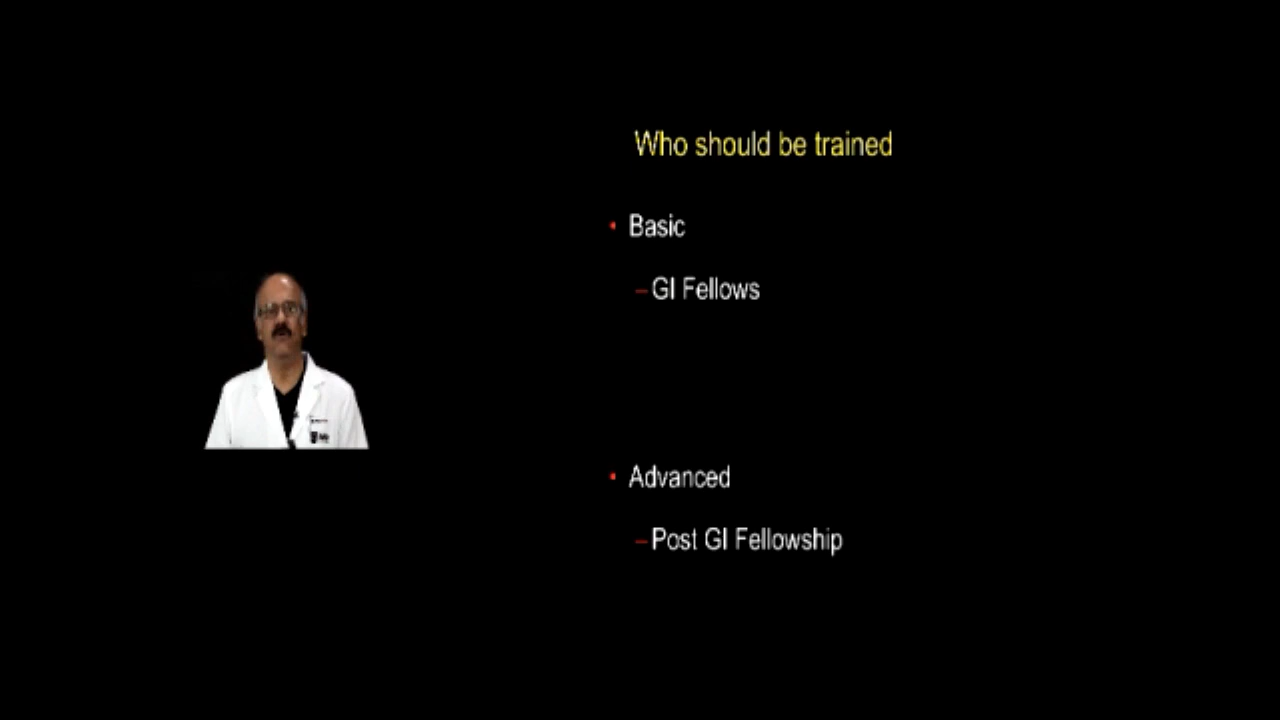 Who should be trained
• Basic
– GI Fellows
• Advanced
– Post GI Fellowship